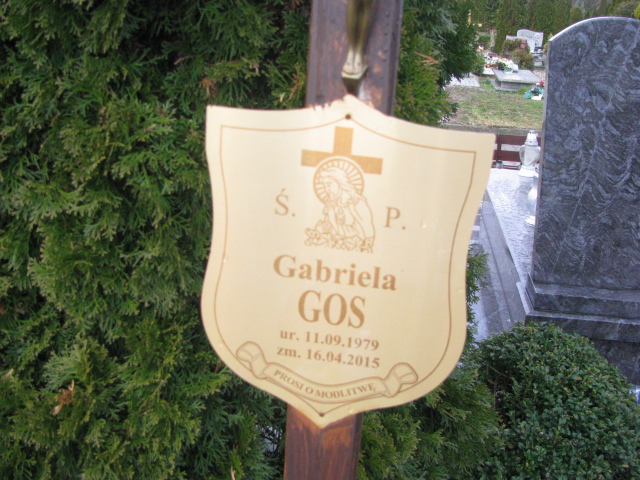 Ś. P.
Gabriela
GOS
ur. 11.09.1979
zm. 16.04.2015
PROSI O MODLITWĘ